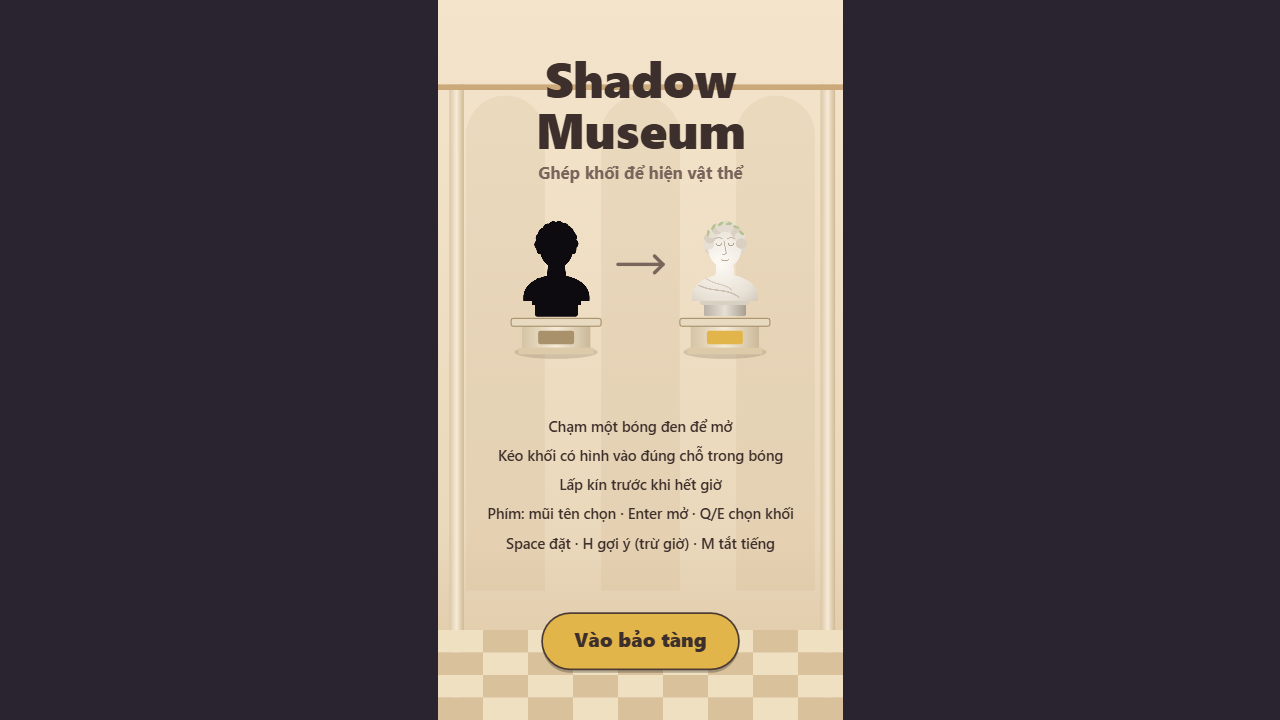 Shadow
Museum
Ghép khối để hiện vật thể
Chạm một bóng đen để mở
Kéo khối có hình vào đúng chỗ trong bóng
Lấp kín trước khi hết giờ
Phím: mũi tên chọn · Enter mở · Q/E chọn khối
Space đặt · H gợi ý (trừ giờ) · M tắt tiếng
Vào bảo tàng